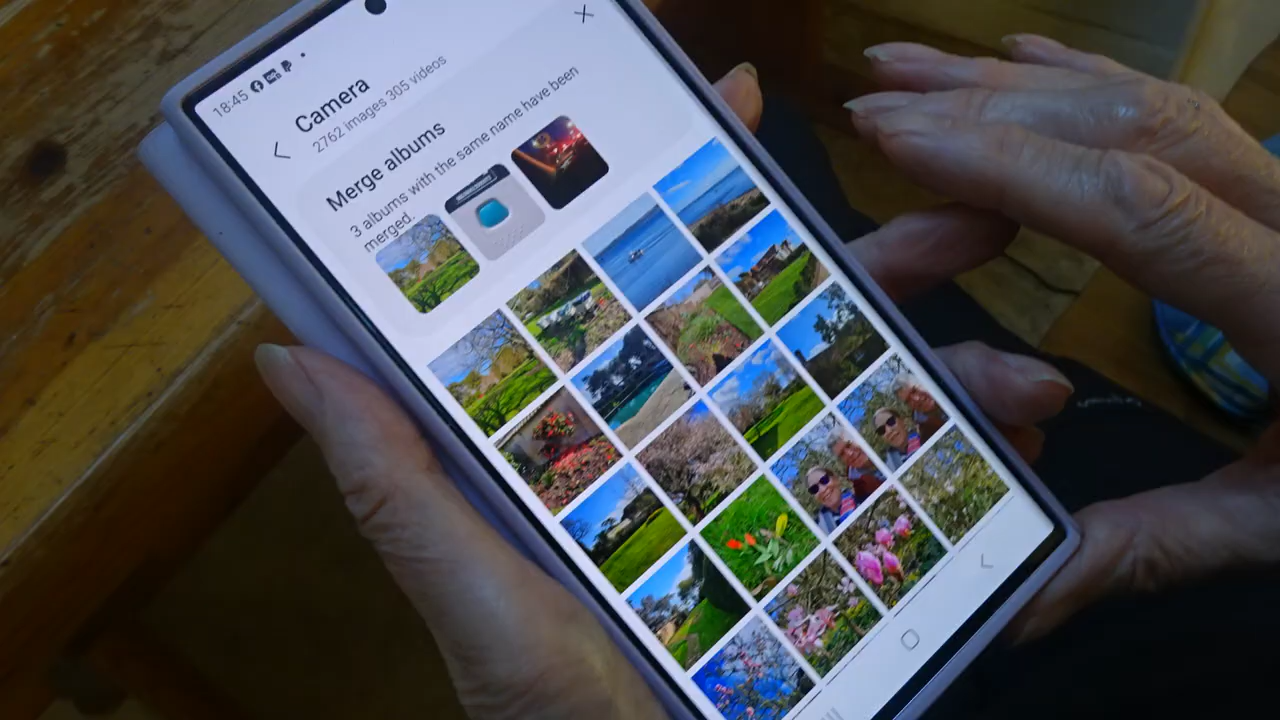 18:45
Camera
2762 images 305 videos
Merge albums
3 albums with the same name have been
merged.